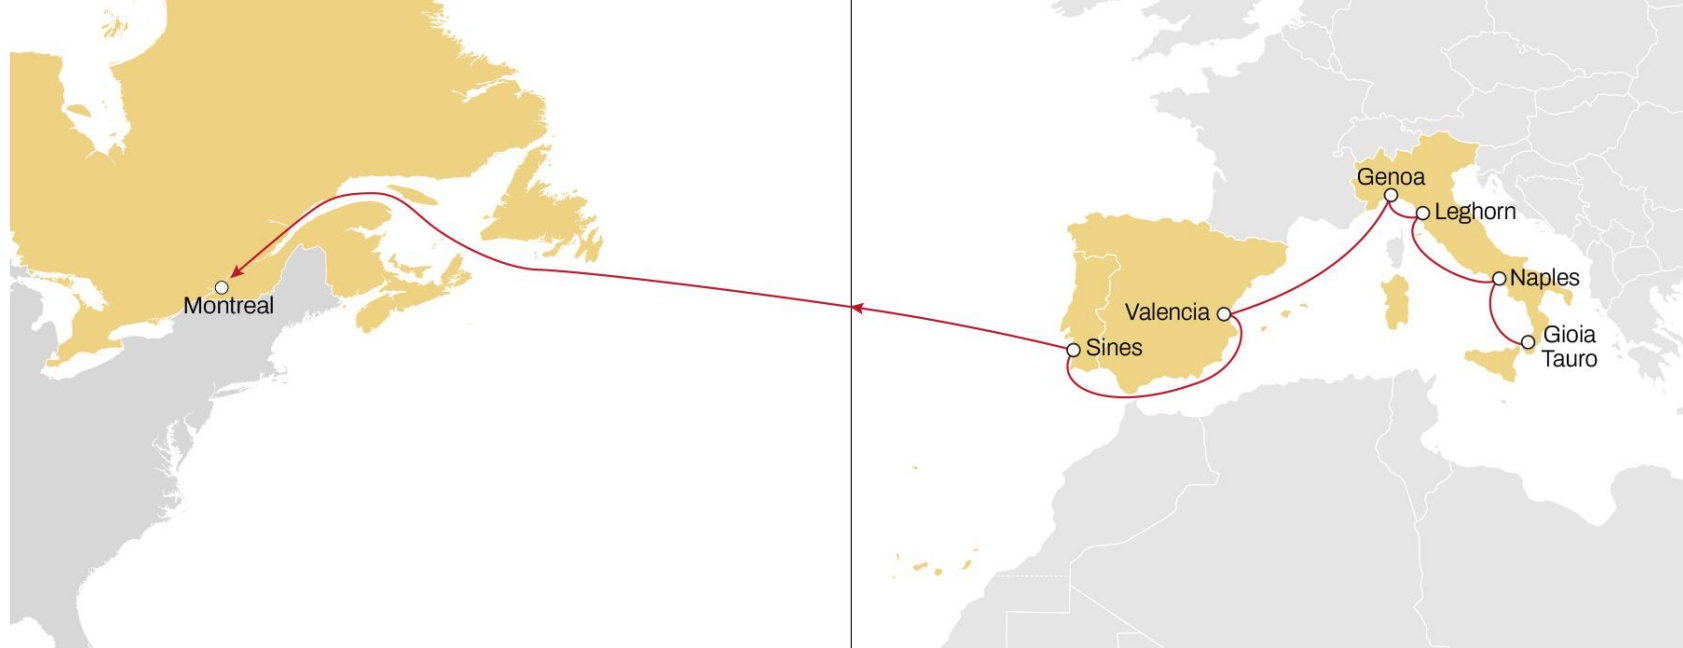 Genoa
Leghorn
Naples
Montreal
Valencia
Sines
Gioia
Tauro